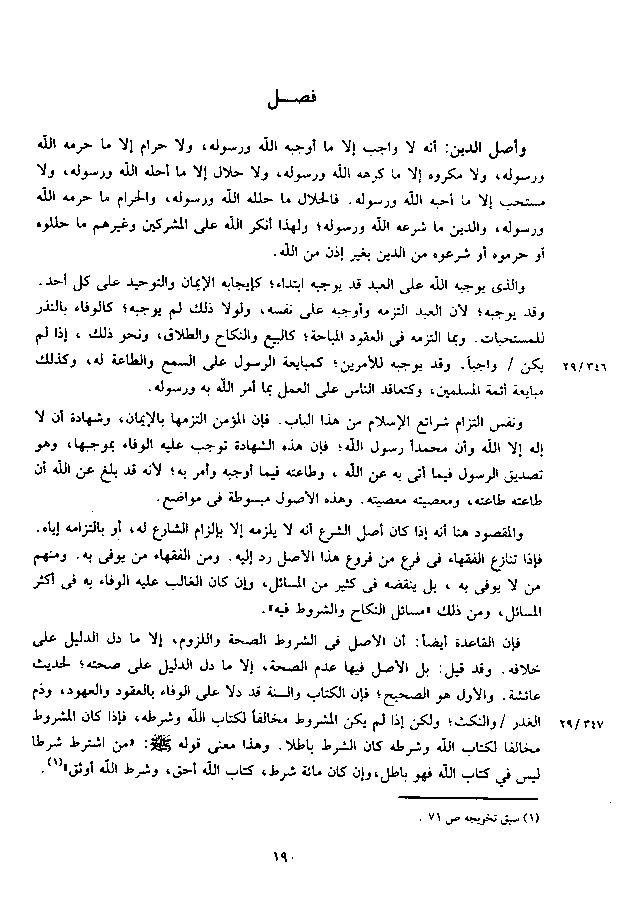 فصـــل
وأصل الدين: أنه لا واجب إلا ما أوجبه الله ورسوله، ولا حرام إلا ما حرمه الله
ورسوله، ولا مكروه إلا ما كرهه الله ورسوله، ولا حلال إلا ما أحله الله ورسوله، ولا
مستحب إلا ما أحبه الله ورسوله. فالحلال ما حلله الله ورسوله، والحرام ما حرمه الله
ورسوله، والدين ما شرعه الله ورسوله؛ ولهذا أنكر الله على المشركين وغيرهم ما حللوه
أو حرموه أو شرعوه من الدين بغير إذن من الله.
والذى يوجبه الله على العبد قد يوجبه ابتداء؛ كإيجابه الإيمان والتوحيد على كل أحد.
وقد يوجبه؛ لأن العبد التزمه وأوجبه على نفسه، ولولا ذلك لم يوجبه؛ كالوفاء بالنذر
للمستحبات. وبما التزمه فى العقود المباحة؛ كالبيع والنكاح والطلاق، ونحو ذلك ، إذا لم
يكن / واجباً. وقد يوجبه للأمرين؛ كمبايعة الرسول على السمع والطاعة له، وكذلك
٢٩/٣٤٦
مبايعة أئمة المسلمين، وكتعاقد الناس على العمل بما أمر الله به ورسوله.
ونفس التزام شرائع الإسلام من هذا الباب. فإن المؤمن التزمها بالإيمان، وشهادة أن لا
إله إلا الله وأن محمداً رسول الله؛ فإن هذه الشهادة توجب عليه الوفاء بموجبها، وهو
تصديق الرسول فيما أتى به عن الله ، وطاعته فيما أوجبه وأمر به؛ لأنه قد بلغ عن الله أن
طاعته طاعته، ومعصيته معصيته. وهذه الأصول مبسوطة فى مواضع.
والمقصود هنا أنه إذا كان أصل الشرع أنه لا يلزمه إلا بإلزام الشارع له، أو بالتزامه إياه.
فإذا تنازع الفقهاء فى فرع من فروع هذا الأصل رد إليه. ومن الفقهاء من يوفى به. ومنهم
من لا يوفى به ، بل ينقضه فى كثير من المسائل، وإن كان الغالب عليه الوفاء به فى أكثر
المسائل، ومن ذلك «مسائل النكاح والشروط فيه».
فإن القاعدة أيضاً: أن الأصل فى الشروط الصحة واللزوم، إلا ما دل الدليل على
خلافه. وقد قيل: بل الأصل فيها عدم الصحة، إلا ما دل الدليل على صحته؛ لحديث
عائشة. والأول هو الصحيح؛ فإن الكتاب والسنة قد دلا على الوفاء بالعقود والعهود، وذم
الغدر / والنكث؛ ولكن إذا لم يكن المشروط مخالفاً لكتاب الله وشرطه، فإذا كان المشروط
٢٩/٣٤٧
مخالفا لكتاب الله وشرطه كان الشرط باطلا. وهذا معنى قوله ﷺ: «من اشترط شرطا
ليس في كتاب الله فهو باطل، وإن كان مائة شرط، كتاب الله أحق، وشرط الله أوثق»(١).
(١) سبق تخريجه ص ٧١ .
١٩٠